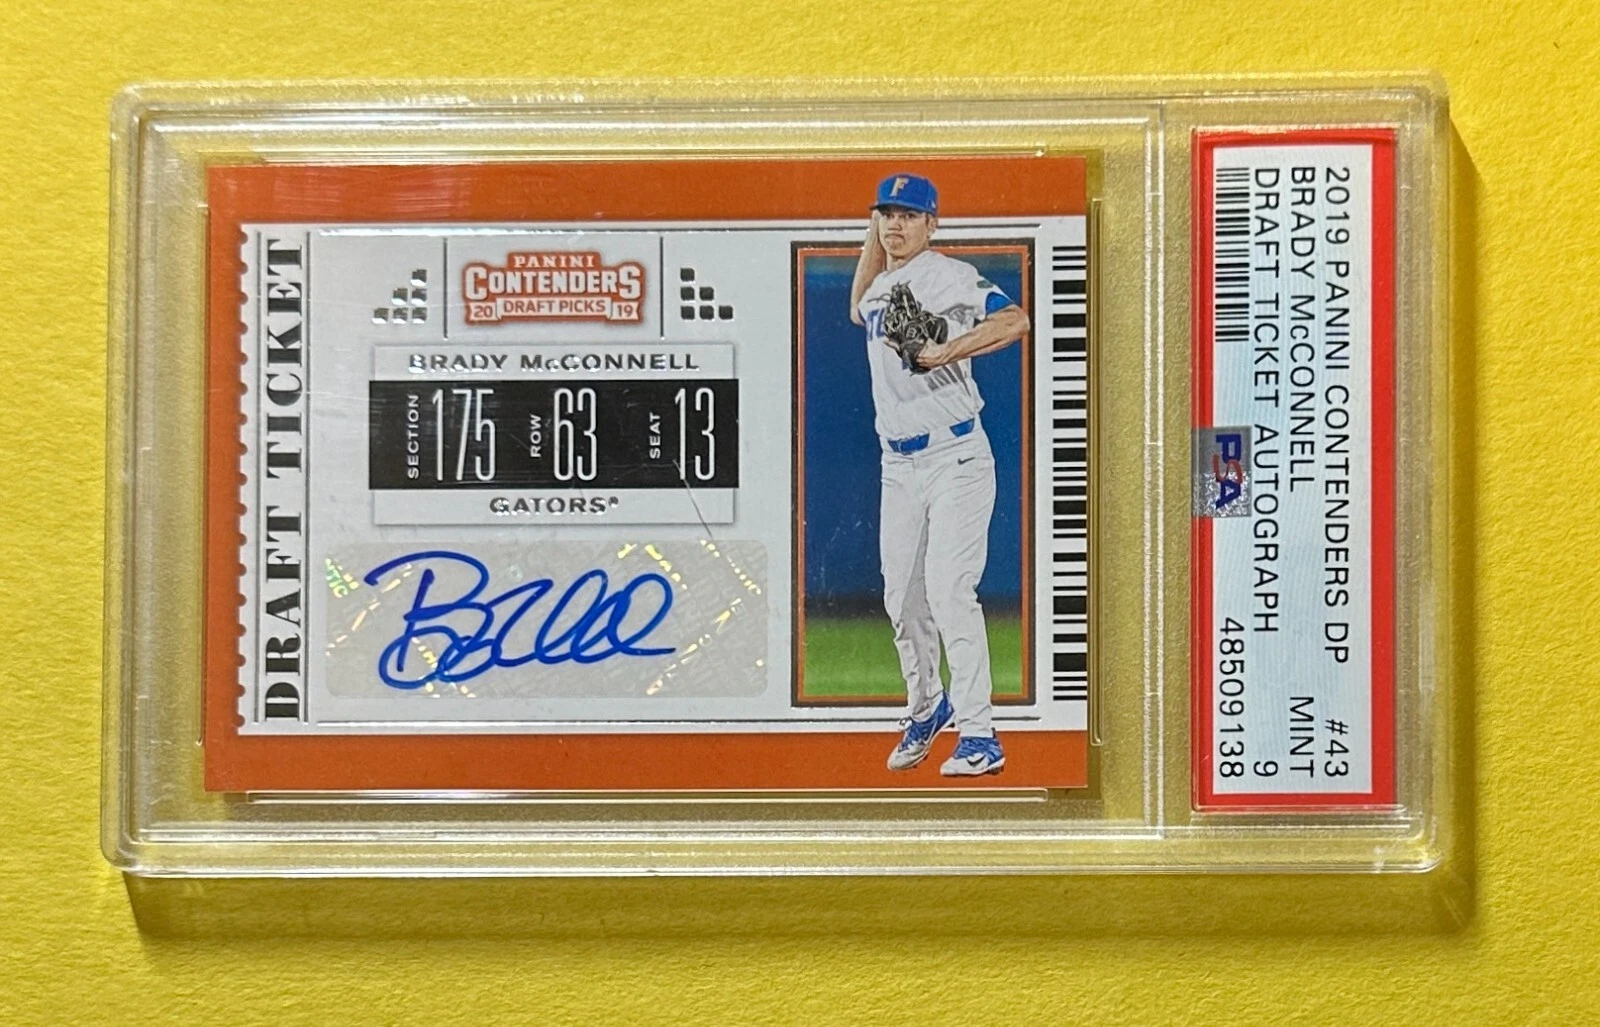 DRAFT TICKET
PANINI
CONTENDERS
20 DRAFT PICKS 19
BRADY McCONNELL
SECTION 175 ROW 63 SEAT 13
GATORS®
F
2019 PANINI CONTENDERS DP #43
BRADY McCONNELL MINT
DRAFT TICKET AUTOGRAPH 9
48509138
PSA